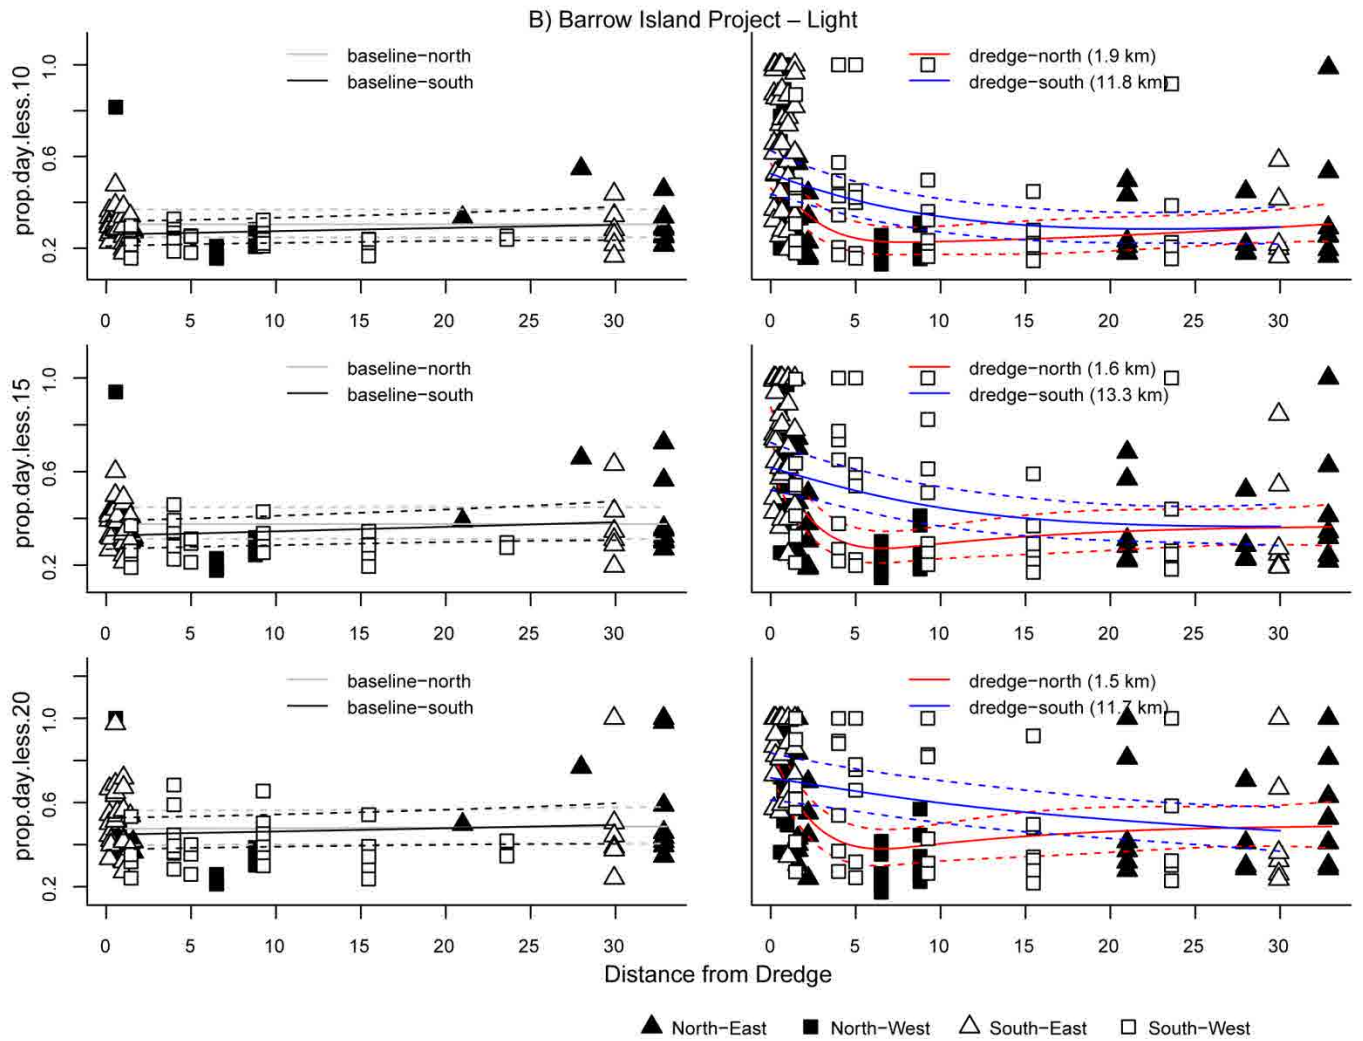 B) Barrow Island Project – Light
prop.day.less.10
0.2 0.6 1.0
baseline−north
baseline−south
0 5 10 15 20 25 30
dredge−north (1.9 km)
dredge−south (11.8 km)
0 5 10 15 20 25 30
prop.day.less.15
0.2 0.6 1.0
baseline−north
baseline−south
0 5 10 15 20 25 30
dredge−north (1.6 km)
dredge−south (13.3 km)
0 5 10 15 20 25 30
prop.day.less.20
0.2 0.6 1.0
baseline−north
baseline−south
0 5 10 15 20 25 30
dredge−north (1.5 km)
dredge−south (11.7 km)
0 5 10 15 20 25 30
Distance from Dredge
North−East North−West South−East South−West